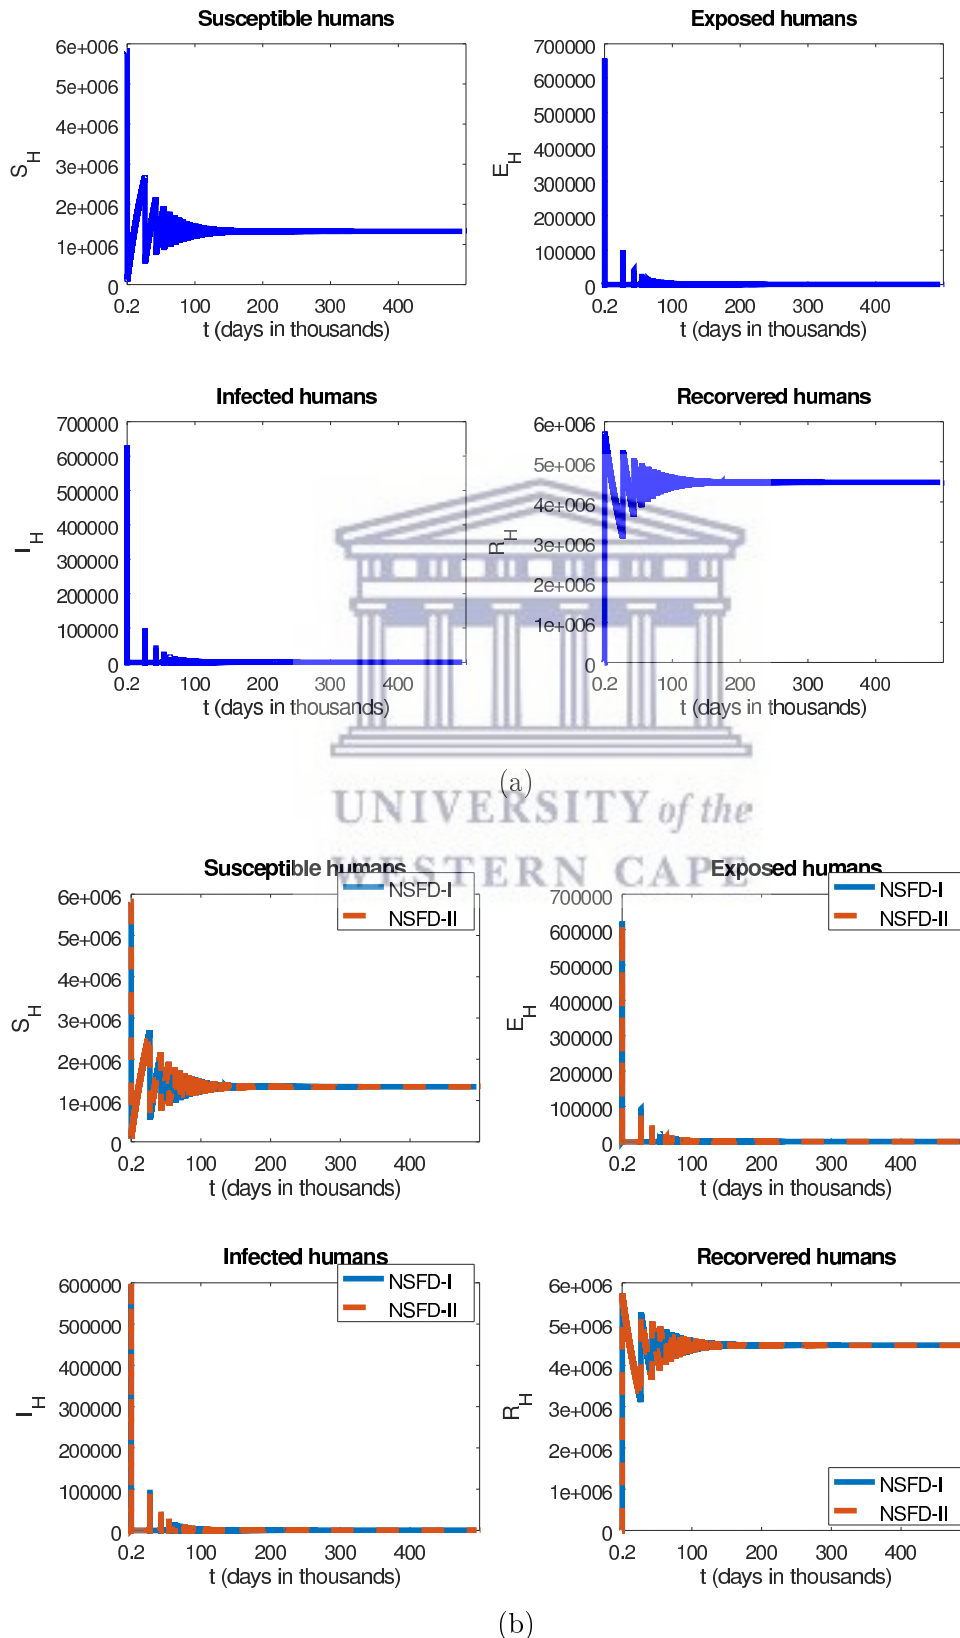 Susceptible humans
6e+006
5e+006
4e+006
3e+006
2e+006
1e+006
0
S_H
0.2 100 200 300 400
t (days in thousands)
Exposed humans
700000
600000
500000
400000
300000
200000
100000
0
E_H
0.2 100 200 300 400
t (days in thousands)
Infected humans
700000
600000
500000
400000
300000
200000
100000
0
I_H
0.2 100 200 300 400
t (days in thousands)
Recorvered humans
6e+006
5e+006
4e+006
3e+006
2e+006
1e+006
0
R_H
0.2 100 200 300 400
t (days in thousands)
(a)
UNIVERSITY of the
WESTERN CAPE
Susceptible humans
NSFD-I
NSFD-II
6e+006
5e+006
4e+006
3e+006
2e+006
1e+006
0
S_H
0.2 100 200 300 400
t (days in thousands)
Exposed humans
NSFD-I
NSFD-II
700000
600000
500000
400000
300000
200000
100000
0
E_H
0.2 100 200 300 400
t (days in thousands)
Infected humans
NSFD-I
NSFD-II
600000
500000
400000
300000
200000
100000
0
I_H
0.2 100 200 300 400
t (days in thousands)
Recorvered humans
6e+006
5e+006
4e+006
3e+006
2e+006
1e+006
0
R_H
NSFD-I
NSFD-II
0.2 100 200 300 400
t (days in thousands)
(b)